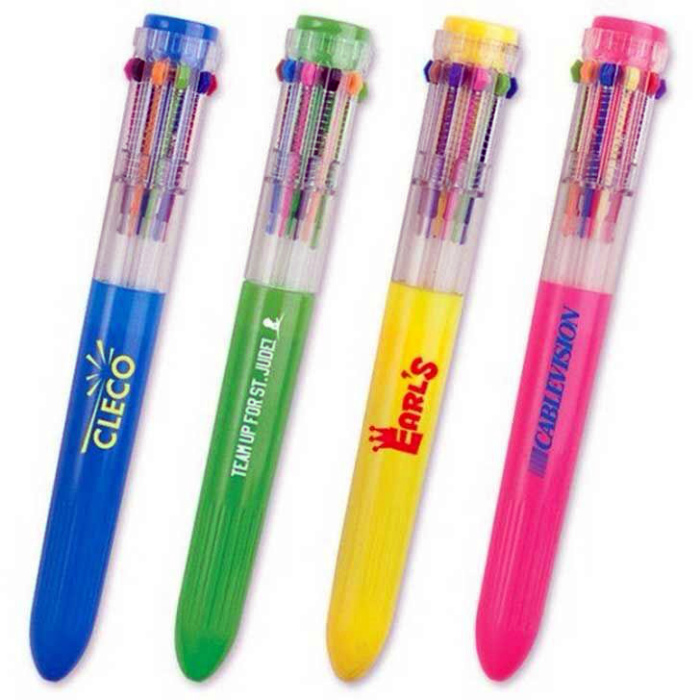 CLECO
TEAM UP FOR ST. JUDE!
EARL'S
CABLEVISION